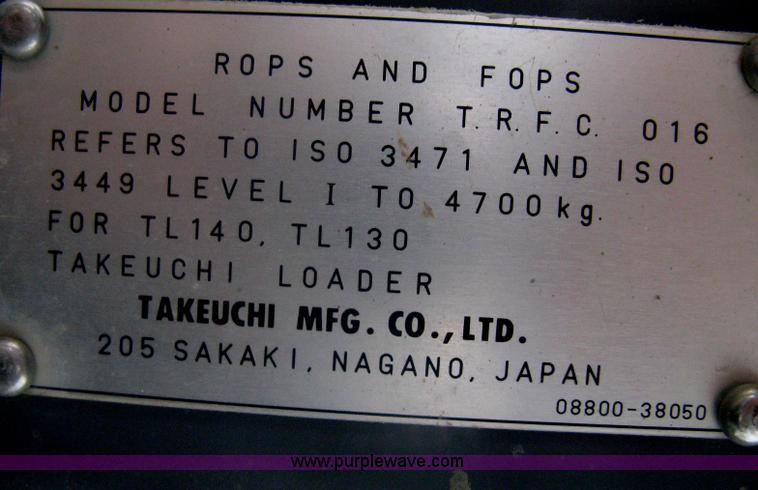 ROPS AND FOPS
MODEL NUMBER T.R.F.C. 016
REFERS TO ISO 3471 AND ISO
3449 LEVEL I TO 4700kg.
FOR TL140, TL130
TAKEUCHI LOADER
TAKEUCHI MFG. CO., LTD.
205 SAKAKI, NAGANO, JAPAN
08800-38050
www.purplewave.com